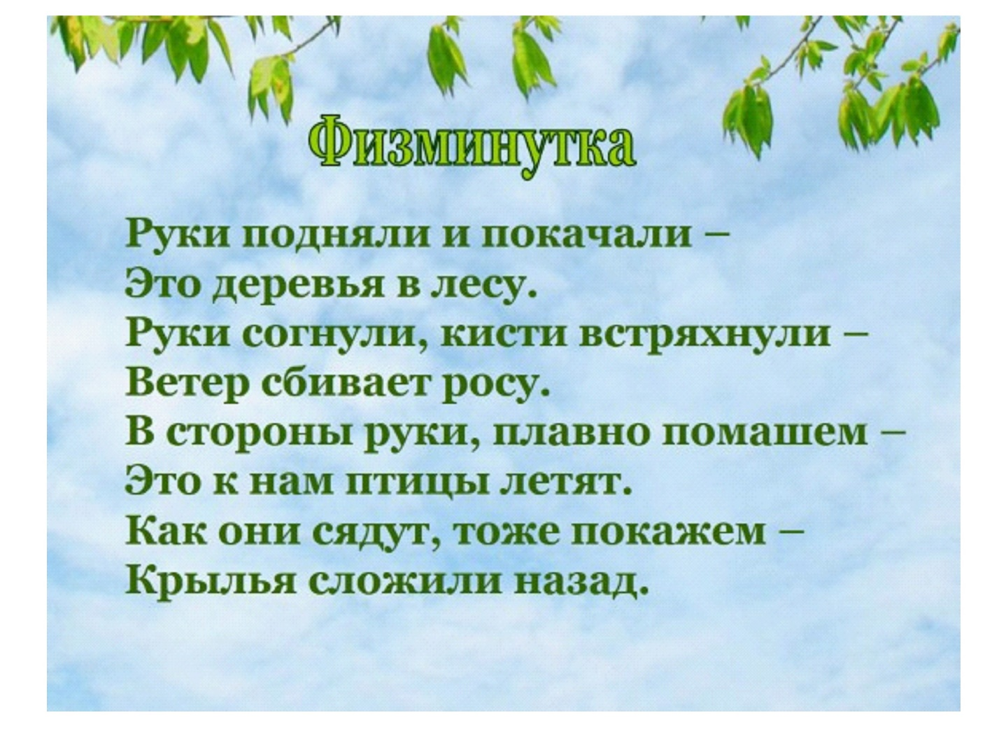 Физминутка
Руки подняли и покачали –
Это деревья в лесу.
Руки согнули, кисти встряхнули –
Ветер сбивает росу.
В стороны руки, плавно помашем –
Это к нам птицы летят.
Как они сядут, тоже покажем –
Крылья сложили назад.